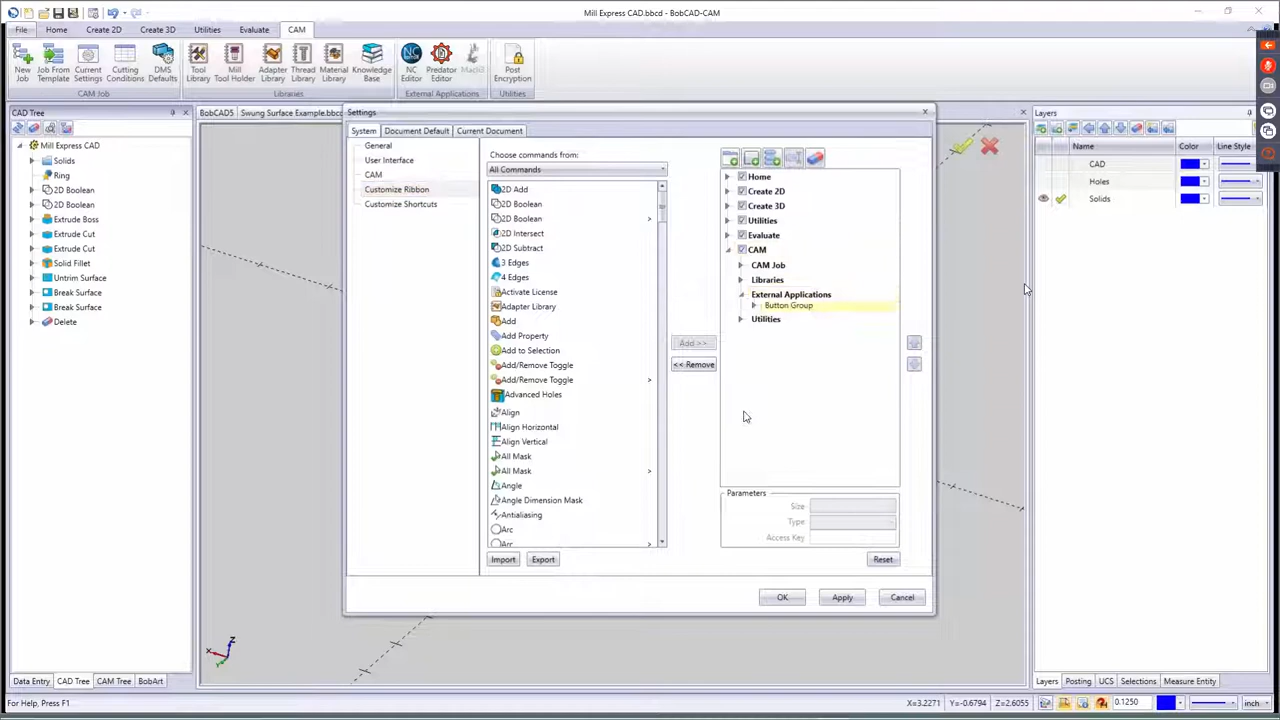 Mill Express CAD.bbcd - BobCAD-CAM
File Home Create 2D Create 3D Utilities Evaluate CAM
New Job
Job From Template
Current Settings
Cutting Conditions
DMS Defaults
Tool Library
Mill Tool Holder
Adapter Library
Thread Library
Material Library
Knowledge Base
NC Editor
Predator Editor
Mach3
Post Encryption
CAM Job Libraries External Applications Utilities
CAD Tree
Mill Express CAD
Solids
Ring
2D Boolean
2D Boolean
Extrude Boss
Extrude Cut
Extrude Cut
Solid Fillet
Untrim Surface
Break Surface
Break Surface
Delete
BobCAD5 Swung Surface Example.bbcd
Settings
System Document Default Current Document
General
User Interface
CAM
Customize Ribbon
Customize Shortcuts
Choose commands from:
All Commands
2D Add
2D Boolean
2D Boolean
2D Intersect
2D Subtract
3 Edges
4 Edges
Activate License
Adapter Library
Add
Add Property
Add to Selection
Add/Remove Toggle
Add/Remove Toggle
Advanced Holes
Align
Align Horizontal
Align Vertical
All Mask
All Mask
Angle
Angle Dimension Mask
Antialiasing
Arc
Arc
Import Export
Add >>
<< Remove
Home
Create 2D
Create 3D
Utilities
Evaluate
CAM
CAM Job
Libraries
External Applications
Button Group
Utilities
Parameters
Size
Type
Access Key
Reset
OK Apply Cancel
Layers
Name Color Line Style
CAD
Holes
Solids
X
Z
Y
Data Entry CAD Tree CAM Tree BobArt
Layers Posting UCS Selections Measure Entity
For Help, Press F1
X=3.2271 Y=-0.6794 Z=2.6055 0.1250 inch